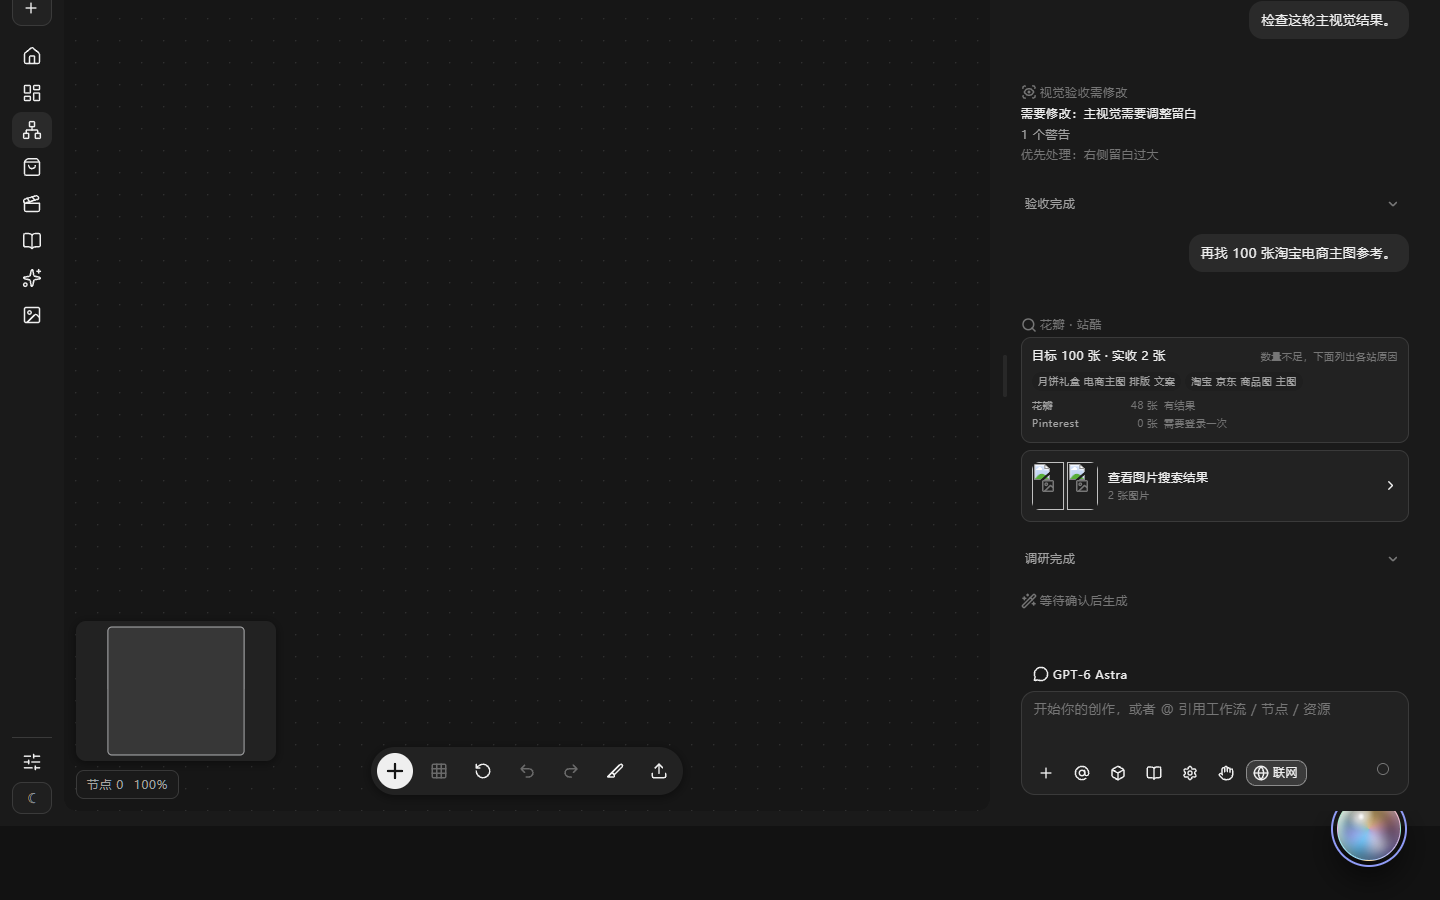 检查这轮主视觉结果。
视觉验收需修改
需要修改：主视觉需要调整留白
1 个警告
优先处理：右侧留白过大
验收完成
再找 100 张淘宝电商主图参考。
花瓣 · 站酷
目标 100 张 · 实收 2 张 数量不足，下面列出各站原因
月饼礼盒 电商主图 排版 文案 淘宝 京东 商品图 主图
花瓣 48 张 有结果
Pinterest 0 张 需要登录一次
查看图片搜索结果
2 张图片
调研完成
等待确认后生成
GPT-6 Astra
开始你的创作，或者 @ 引用工作流 / 节点 / 资源
联网
节点 0 100%